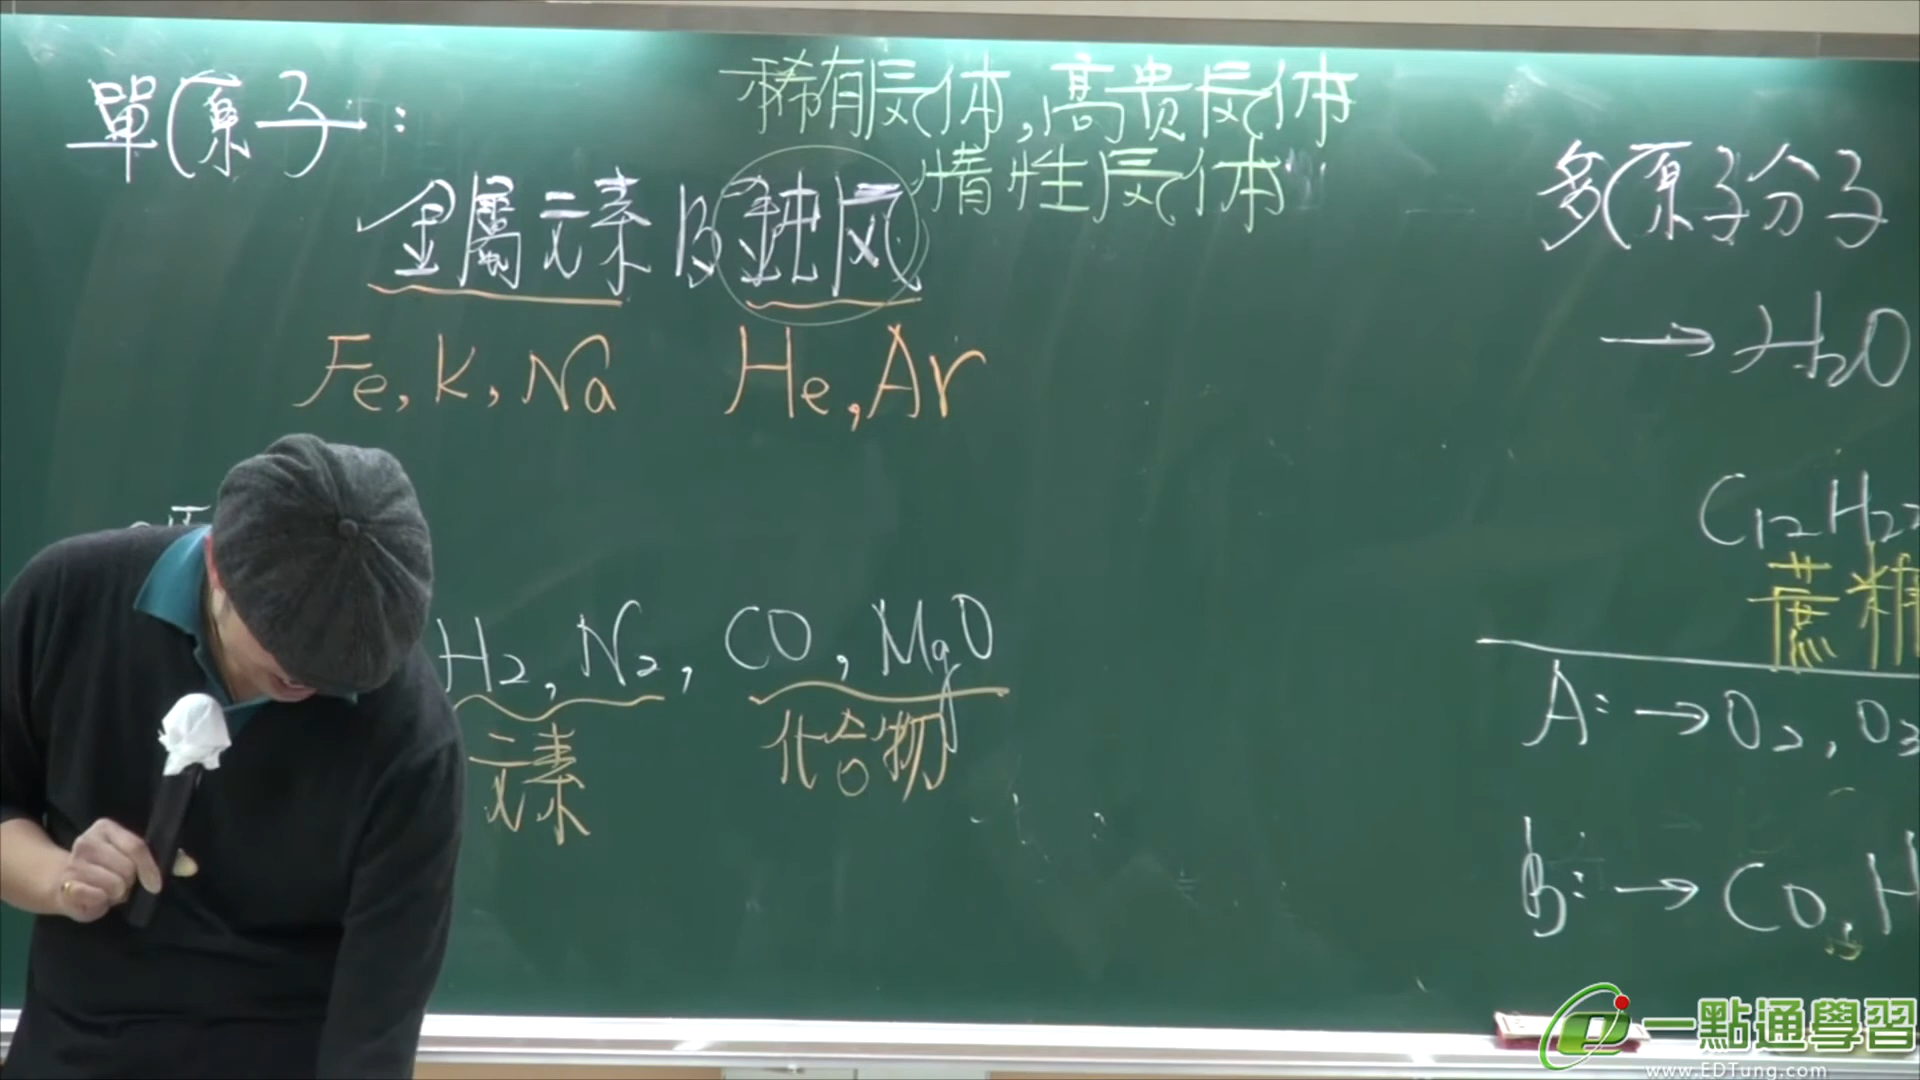 單原子:
稀有气体,高贵气体
惰性气体
金屬元素及鈍气
Fe, K, Na He, Ar
H₂, N₂, CO, MgO
元素 化合物
多原子分子
→ H₂O
C₁₂H₂₂
蔗糖
A: → O₂, O₃
B: → CO, H
一點通學習
www.EDTung.com